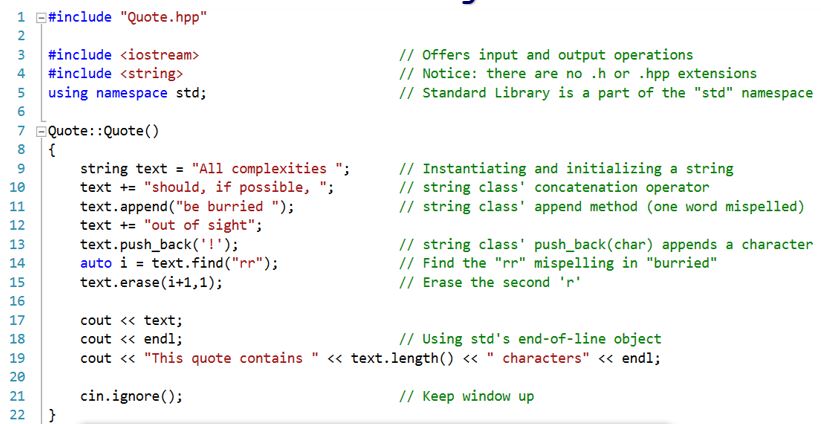 1 #include "Quote.hpp"
2
3 #include <iostream> // Offers input and output operations
4 #include <string> // Notice: there are no .h or .hpp extensions
5 using namespace std; // Standard Library is a part of the "std" namespace
6
7 Quote::Quote()
8 {
9 string text = "All complexities "; // Instantiating and initializing a string
10 text += "should, if possible, "; // string class' concatenation operator
11 text.append("be burried "); // string class' append method (one word mispelled)
12 text += "out of sight";
13 text.push_back('!'); // string class' push_back(char) appends a character
14 auto i = text.find("rr"); // Find the "rr" mispelling in "burried"
15 text.erase(i+1,1); // Erase the second 'r'
16
17 cout << text;
18 cout << endl; // Using std's end-of-line object
19 cout << "This quote contains " << text.length() << " characters" << endl;
20
21 cin.ignore(); // Keep window up
22 }